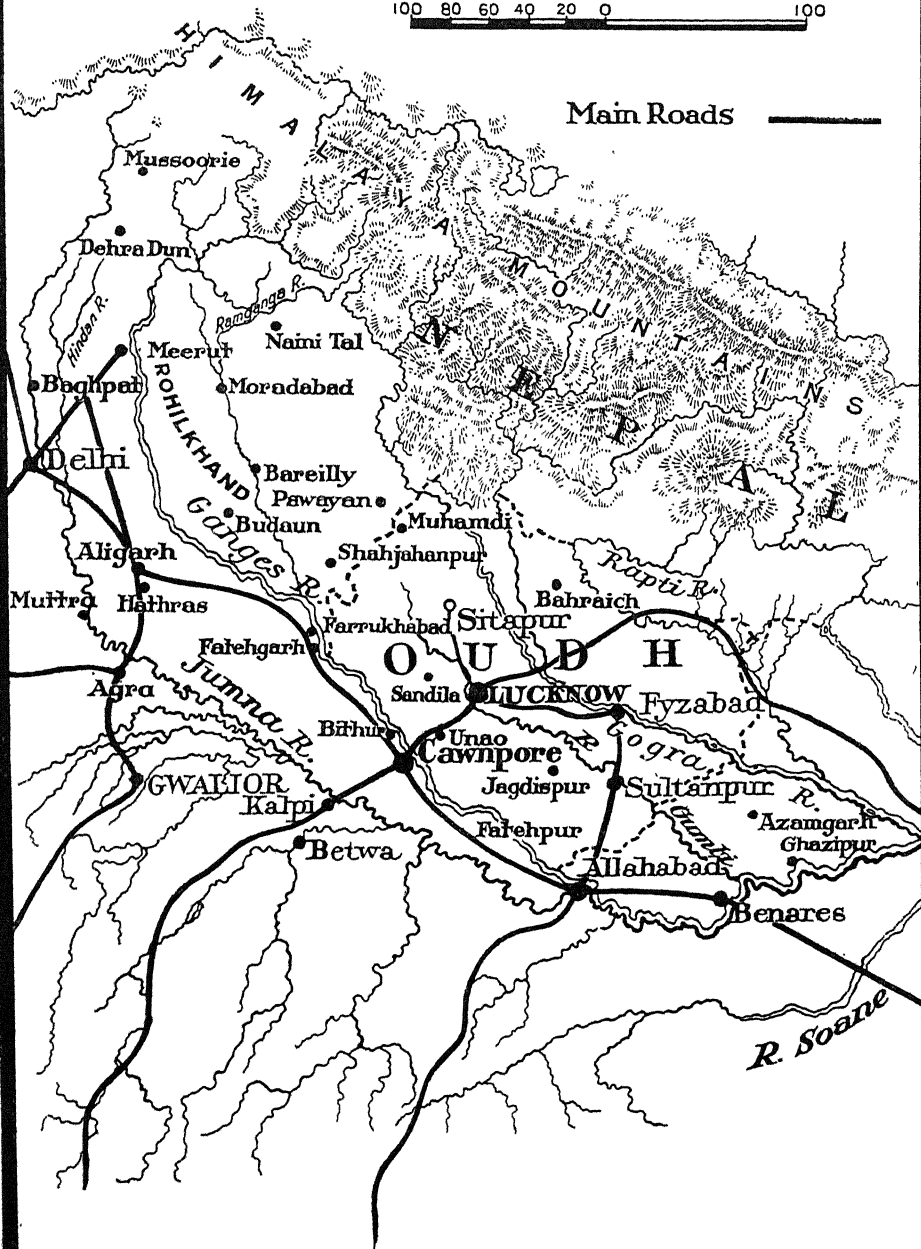 100 80 60 40 20 0 100
HIMALAYA MOUNTAINS
Main Roads
Mussoorie
Dehra Dun
Hindan R.
Ramganga R.
Naini Tal
NEPAL
Meerut
Baghpat
Moradabad
ROHILKHAND
Delhi
Bareilly
Pawayan
Budaun
Muhamdi
Ganges R.
Aligarh
Shahjahanpur
Rapti R.
Muttra
Hathras
Bahraich
Farrukhabad
Sitapur
Fatehgarh
OUDH
Agra
Jumna R.
Sandila
LUCKNOW
Fyzabad
Bithur
Unao
Gogra R.
Cawnpore
GWALIOR
Jagdispur
Sultanpur
Kalpi
R. Gumti
Azamgarh
Ghazipur
Fatehpur
Betwa
Allahabad
Benares
R. Soane